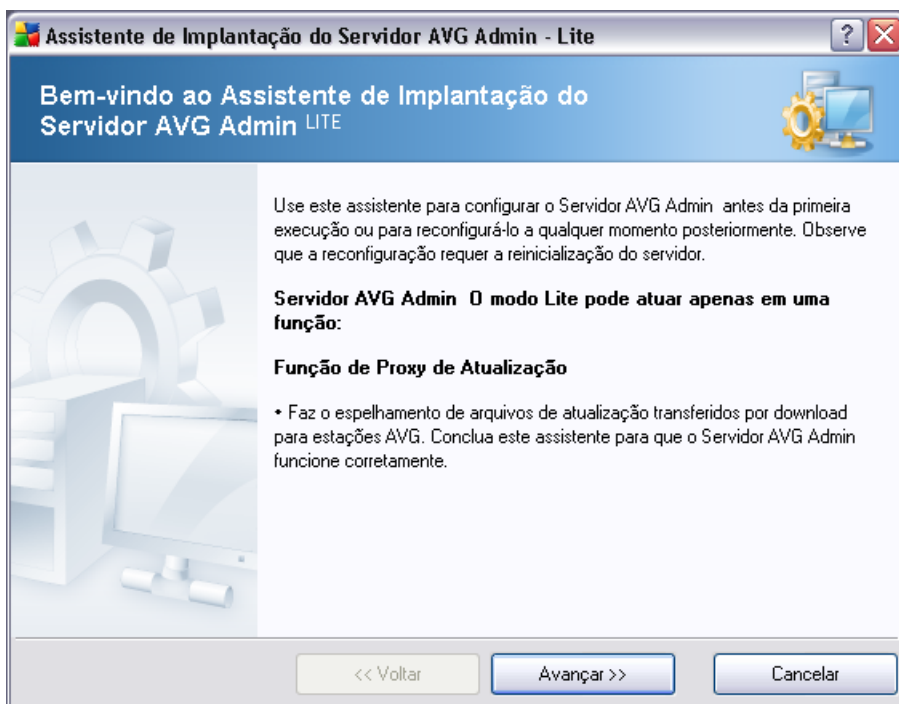 Assistente de Implantação do Servidor AVG Admin - Lite
Bem-vindo ao Assistente de Implantação do
Servidor AVG Admin LITE
Use este assistente para configurar o Servidor AVG Admin antes da primeira
execução ou para reconfigurá-lo a qualquer momento posteriormente. Observe
que a reconfiguração requer a reinicialização do servidor.
Servidor AVG Admin O modo Lite pode atuar apenas em uma
função:
Função de Proxy de Atualização
• Faz o espelhamento de arquivos de atualização transferidos por download
para estações AVG. Conclua este assistente para que o Servidor AVG Admin
funcione corretamente.
<< Voltar
Avançar >>
Cancelar